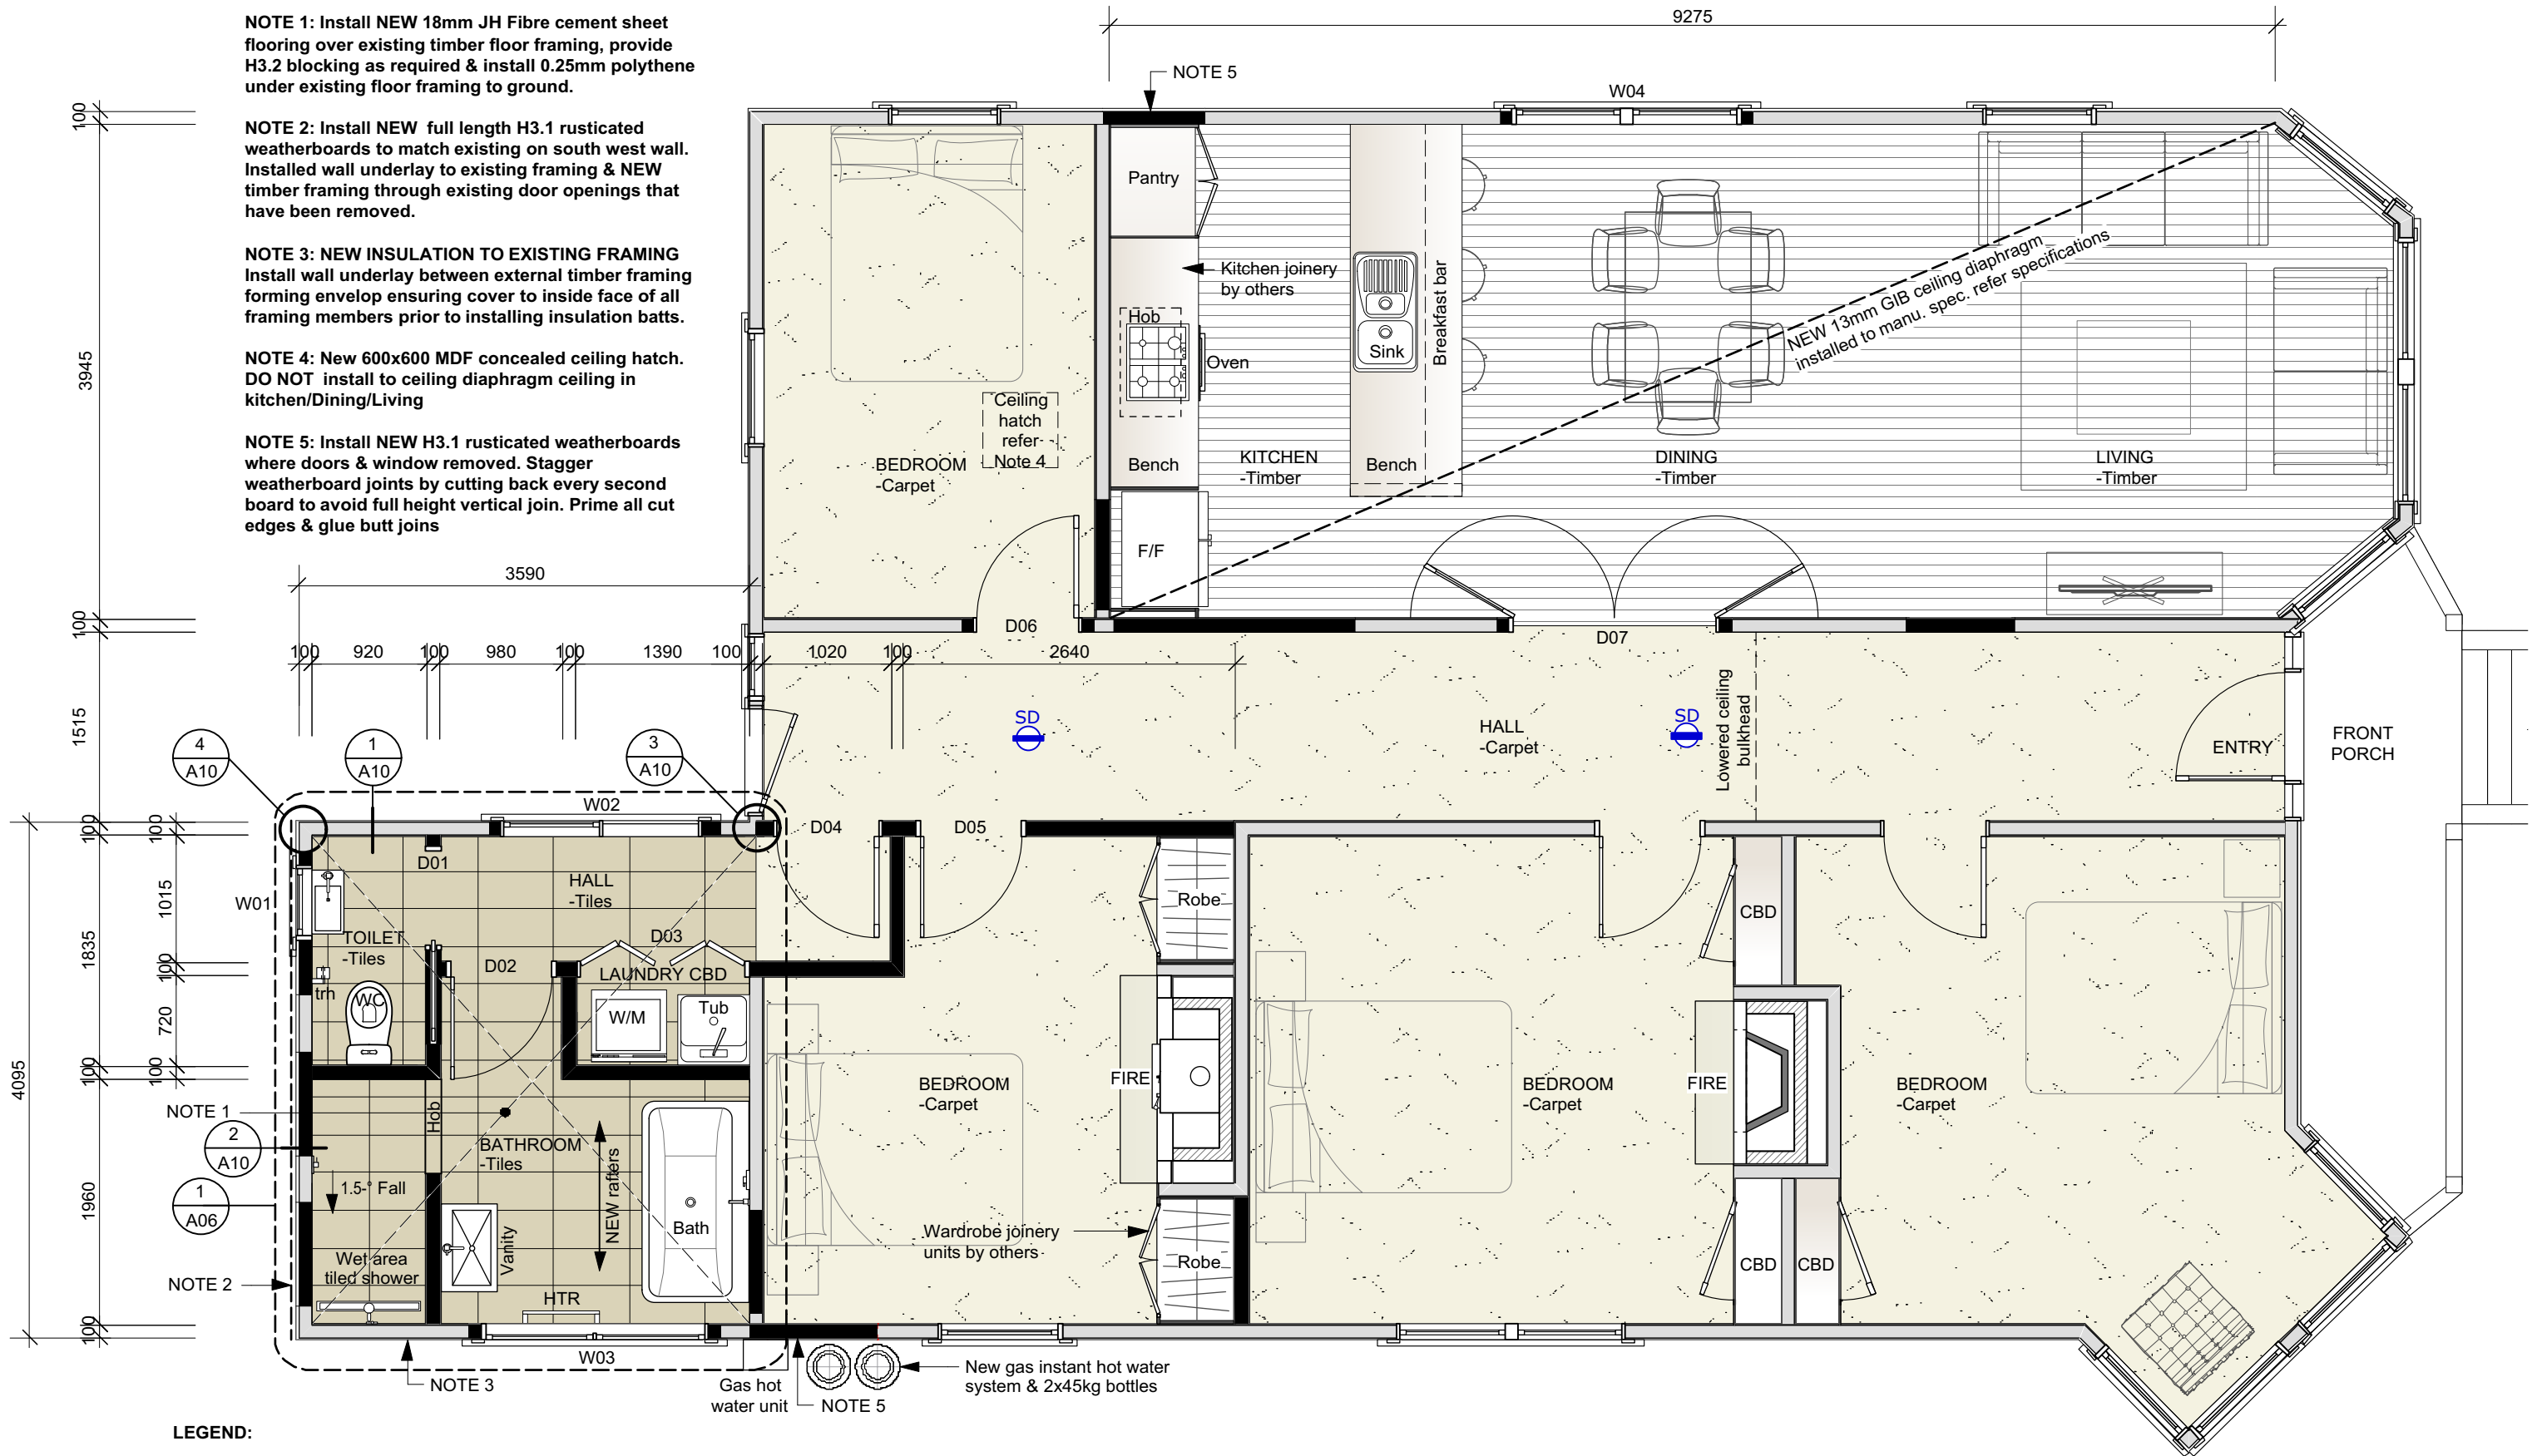 NOTE 1: Install NEW 18mm JH Fibre cement sheet
flooring over existing timber floor framing, provide
H3.2 blocking as required & install 0.25mm polythene
under existing floor framing to ground.
NOTE 2: Install NEW full length H3.1 rusticated
weatherboards to match existing on south west wall.
Installed wall underlay to existing framing & NEW
timber framing through existing door openings that
have been removed.
NOTE 3: NEW INSULATION TO EXISTING FRAMING
Install wall underlay between external timber framing
forming envelop ensuring cover to inside face of all
framing members prior to installing insulation batts.
NOTE 4: New 600x600 MDF concealed ceiling hatch.
DO NOT install to ceiling diaphragm ceiling in
kitchen/Dining/Living
NOTE 5: Install NEW H3.1 rusticated weatherboards
where doors & window removed. Stagger
weatherboard joints by cutting back every second
board to avoid full height vertical join. Prime all cut
edges & glue butt joins
9275
NOTE 5
W04
100
3945
100
1515
100
1835
100
1960
100
4095
100
1015
100
720
100
3590
100
920
100
980
100
1390
100
1020
100
2640
Pantry
Kitchen joinery
by others
Hob
Oven
Bench
F/F
KITCHEN
-Timber
Sink
Breakfast bar
Bench
DINING
-Timber
NEW 13mm GIB ceiling diaphragm
installed to manu. spec. refer specifications
LIVING
-Timber
Ceiling
hatch
refer
Note 4
BEDROOM
-Carpet
D06
D07
SD
SD
HALL
-Carpet
Lowered ceiling
bulkhead
ENTRY
FRONT
PORCH
4
A10
1
A10
3
A10
W02
D04
D05
D01
HALL
-Tiles
W01
TOILET
-Tiles
D03
D02
LAUNDRY CBD
trh
WC
W/M
Tub
Robe
CBD
NOTE 1
2
A10
1
A06
NOTE 2
Hob
BATHROOM
-Tiles
NEW rafters
1.5-° Fall
Wet area
tiled shower
Vanity
Bath
HTR
BEDROOM
-Carpet
FIRE
Wardrobe joinery
units by others
Robe
BEDROOM
-Carpet
FIRE
BEDROOM
-Carpet
CBD
CBD
W03
NOTE 3
Gas hot
water unit
NOTE 5
New gas instant hot water
system & 2x45kg bottles
LEGEND: